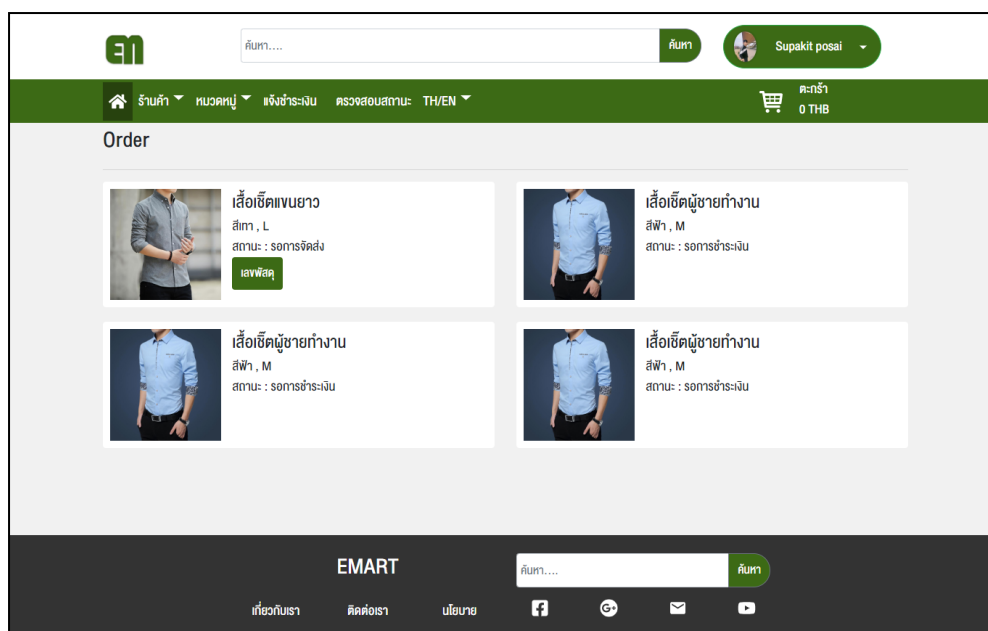 ค้นหา....
ค้นหา
Supakit posai
ร้านค้า
หมวดหมู่
แจ้งชำระเงิน
ตรวจสอบสถานะ
TH/EN
ตะกร้า
0 THB
Order
เสื้อเชิ๊ตแขนยาว
สีเทา , L
สถานะ : รอการจัดส่ง
เลขพัสดุ
เสื้อเชิ๊ตผู้ชายทำงาน
สีฟ้า , M
สถานะ : รอการชำระเงิน
เสื้อเชิ๊ตผู้ชายทำงาน
สีฟ้า , M
สถานะ : รอการชำระเงิน
เสื้อเชิ๊ตผู้ชายทำงาน
สีฟ้า , M
สถานะ : รอการชำระเงิน
EMART
ค้นหา....
ค้นหา
เกี่ยวกับเรา
ติดต่อเรา
นโยบาย